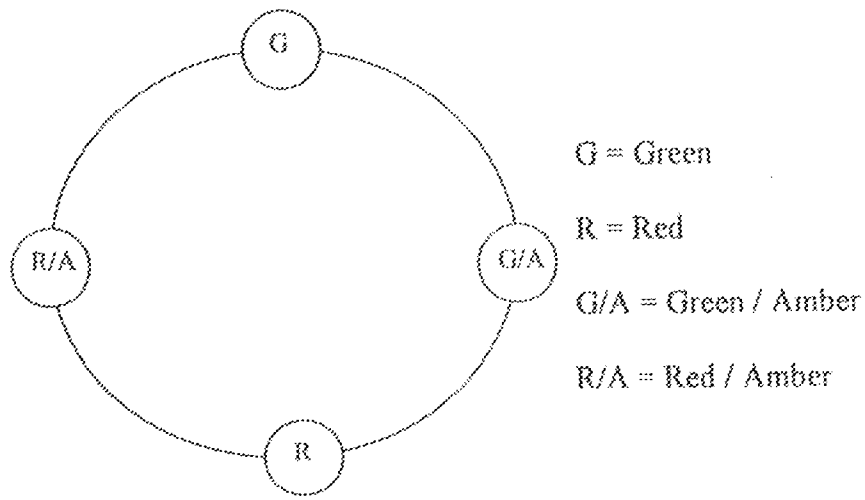 G
G = Green
R = Red
R/A
G/A
G/A = Green / Amber
R/A = Red / Amber
R